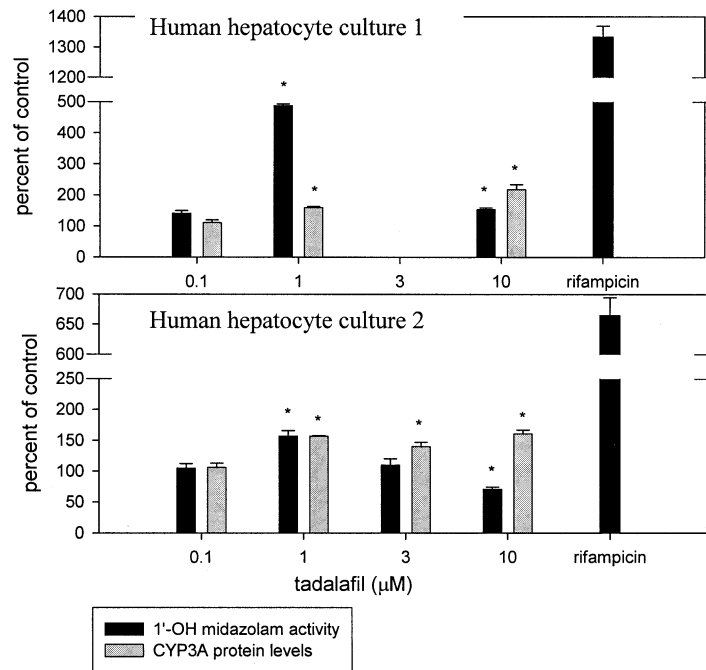 Human hepatocyte culture 1
percent of control
1400
1300
1200
500
400
300
200
100
0
*
*
*
*
0.1 1 3 10 rifampicin
Human hepatocyte culture 2
percent of control
700
650
600
250
200
150
100
50
0
* *
*
*
*
0.1 1 3 10 rifampicin
tadalafil (μM)
1'-OH midazolam activity
CYP3A protein levels